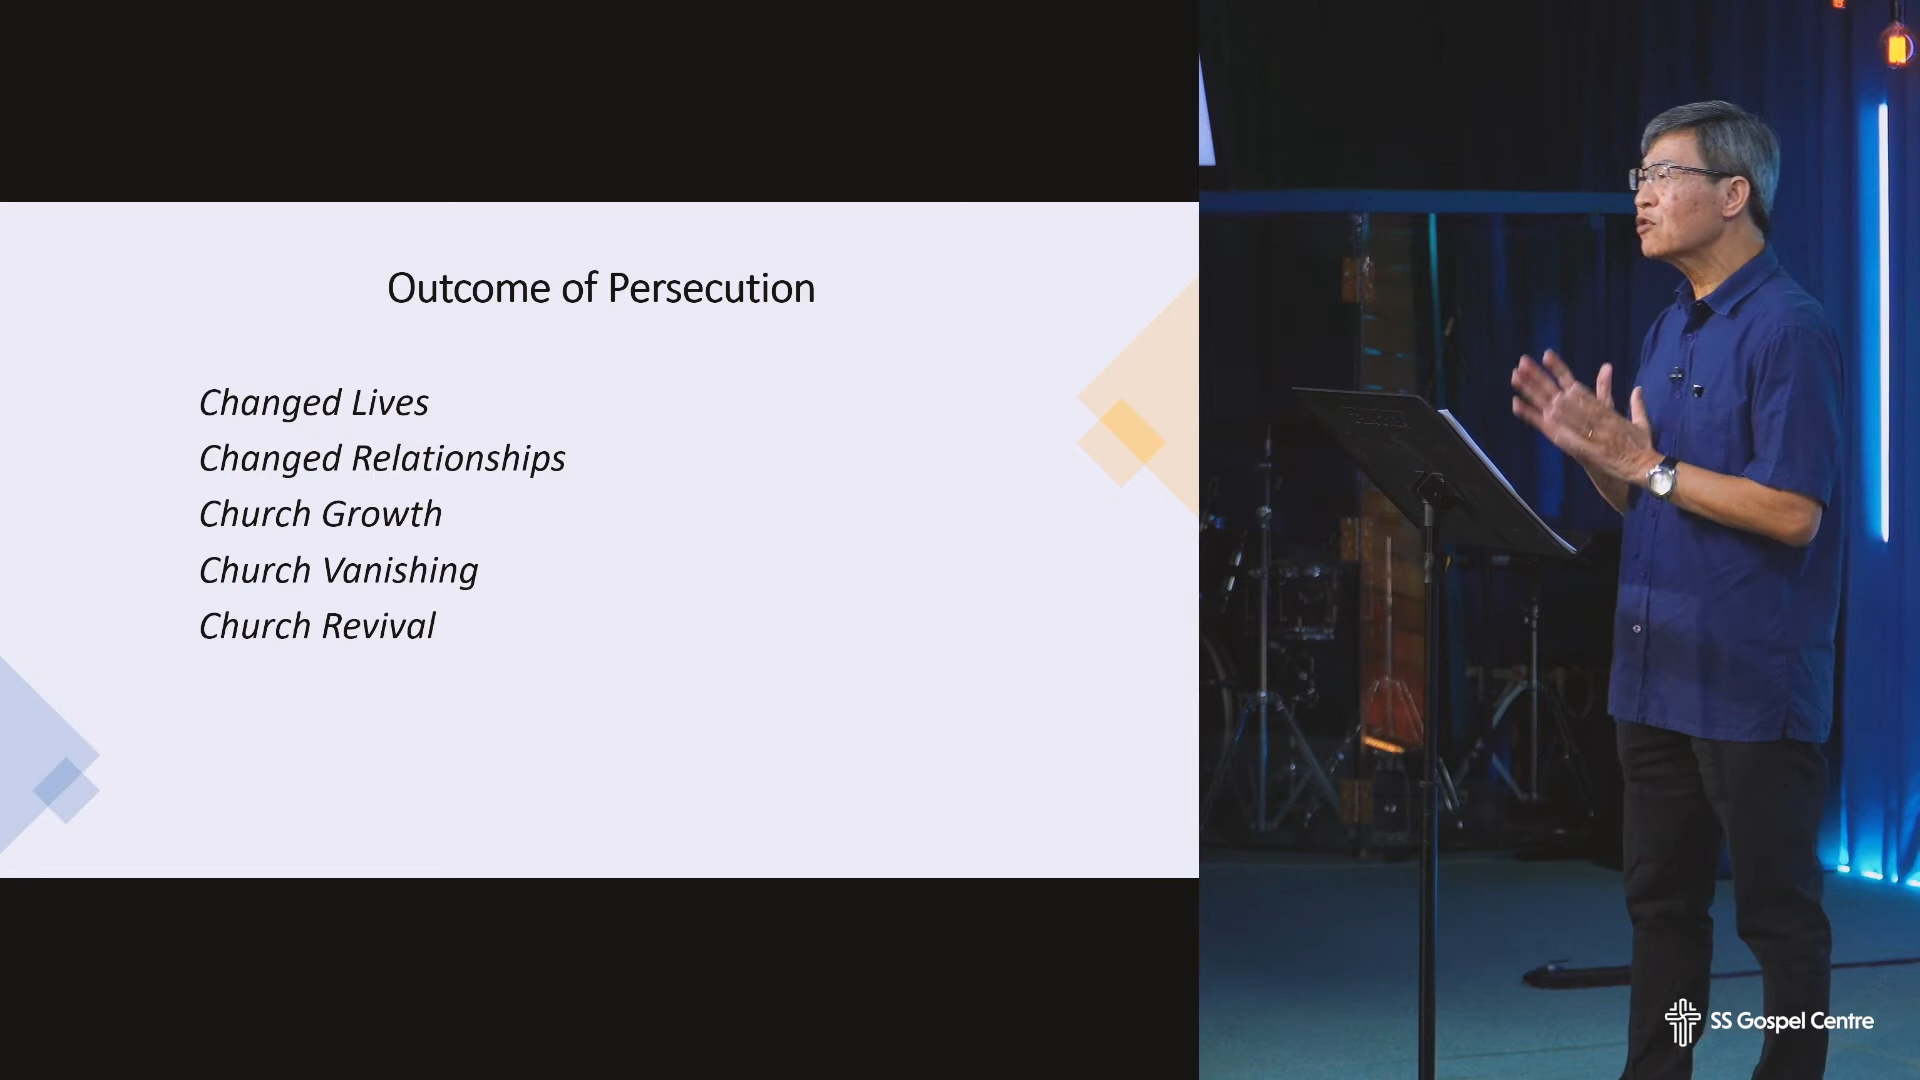 Outcome of Persecution
Changed Lives
Changed Relationships
Church Growth
Church Vanishing
Church Revival
SS Gospel Centre